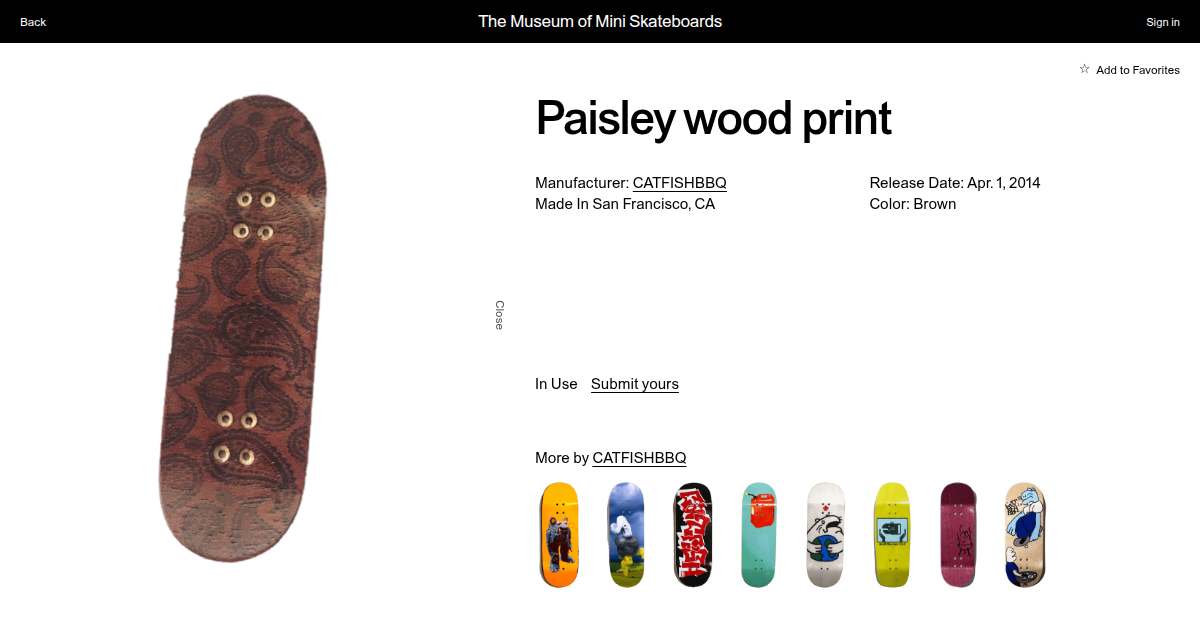 Back
The Museum of Mini Skateboards
Sign in
☆ Add to Favorites
Paisley wood print
Manufacturer: CATFISHBBQ
Made In San Francisco, CA
Release Date: Apr. 1, 2014
Color: Brown
Close
In Use Submit yours
More by CATFISHBBQ